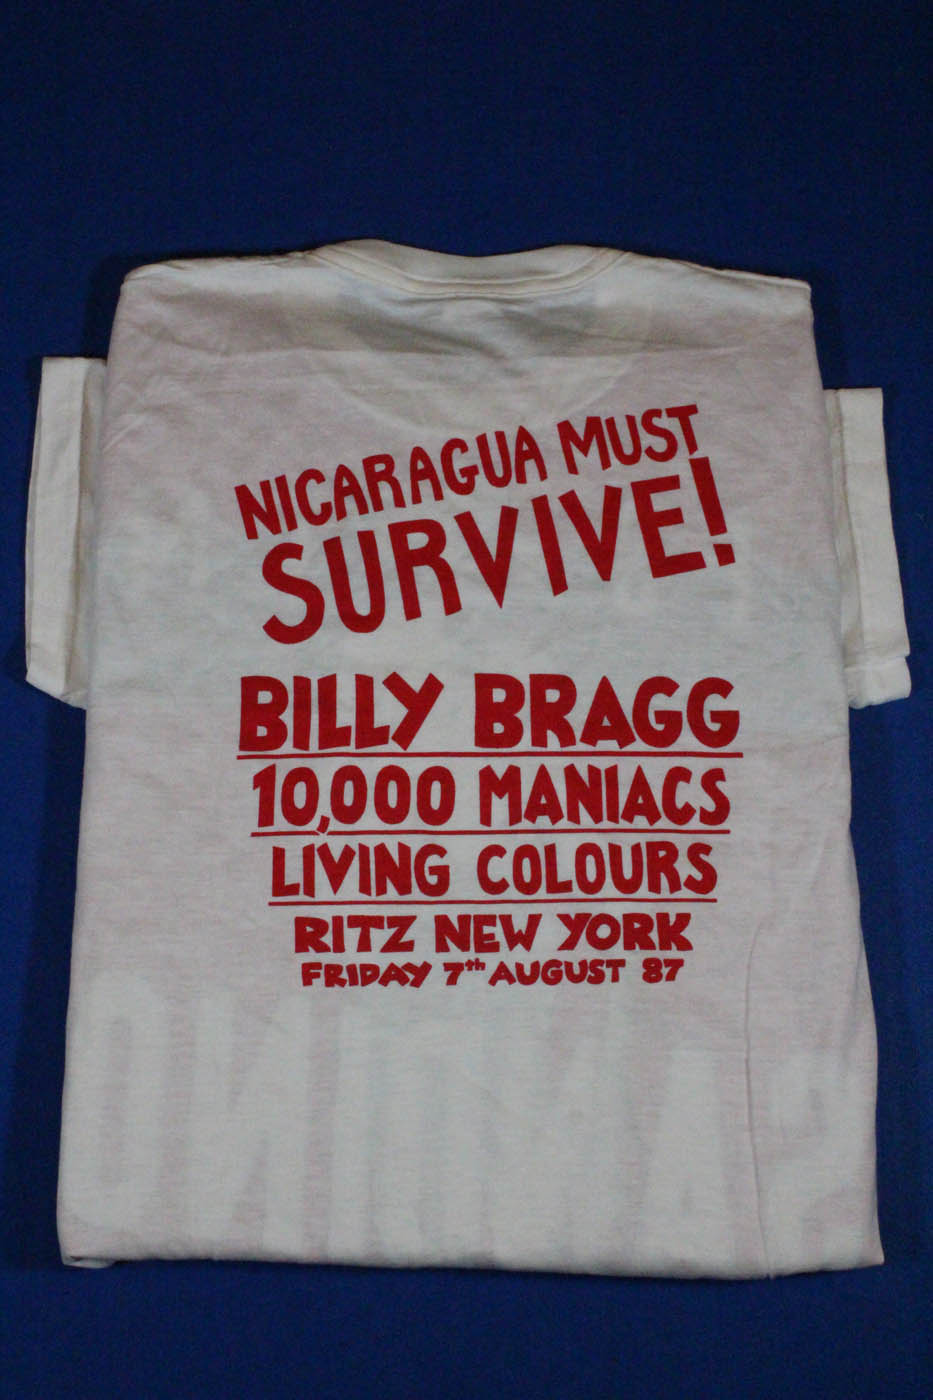 NICARAGUA MUST
SURVIVE!
BILLY BRAGG
10,000 MANIACS
LIVING COLOURS
RITZ NEW YORK
FRIDAY 7th AUGUST 87